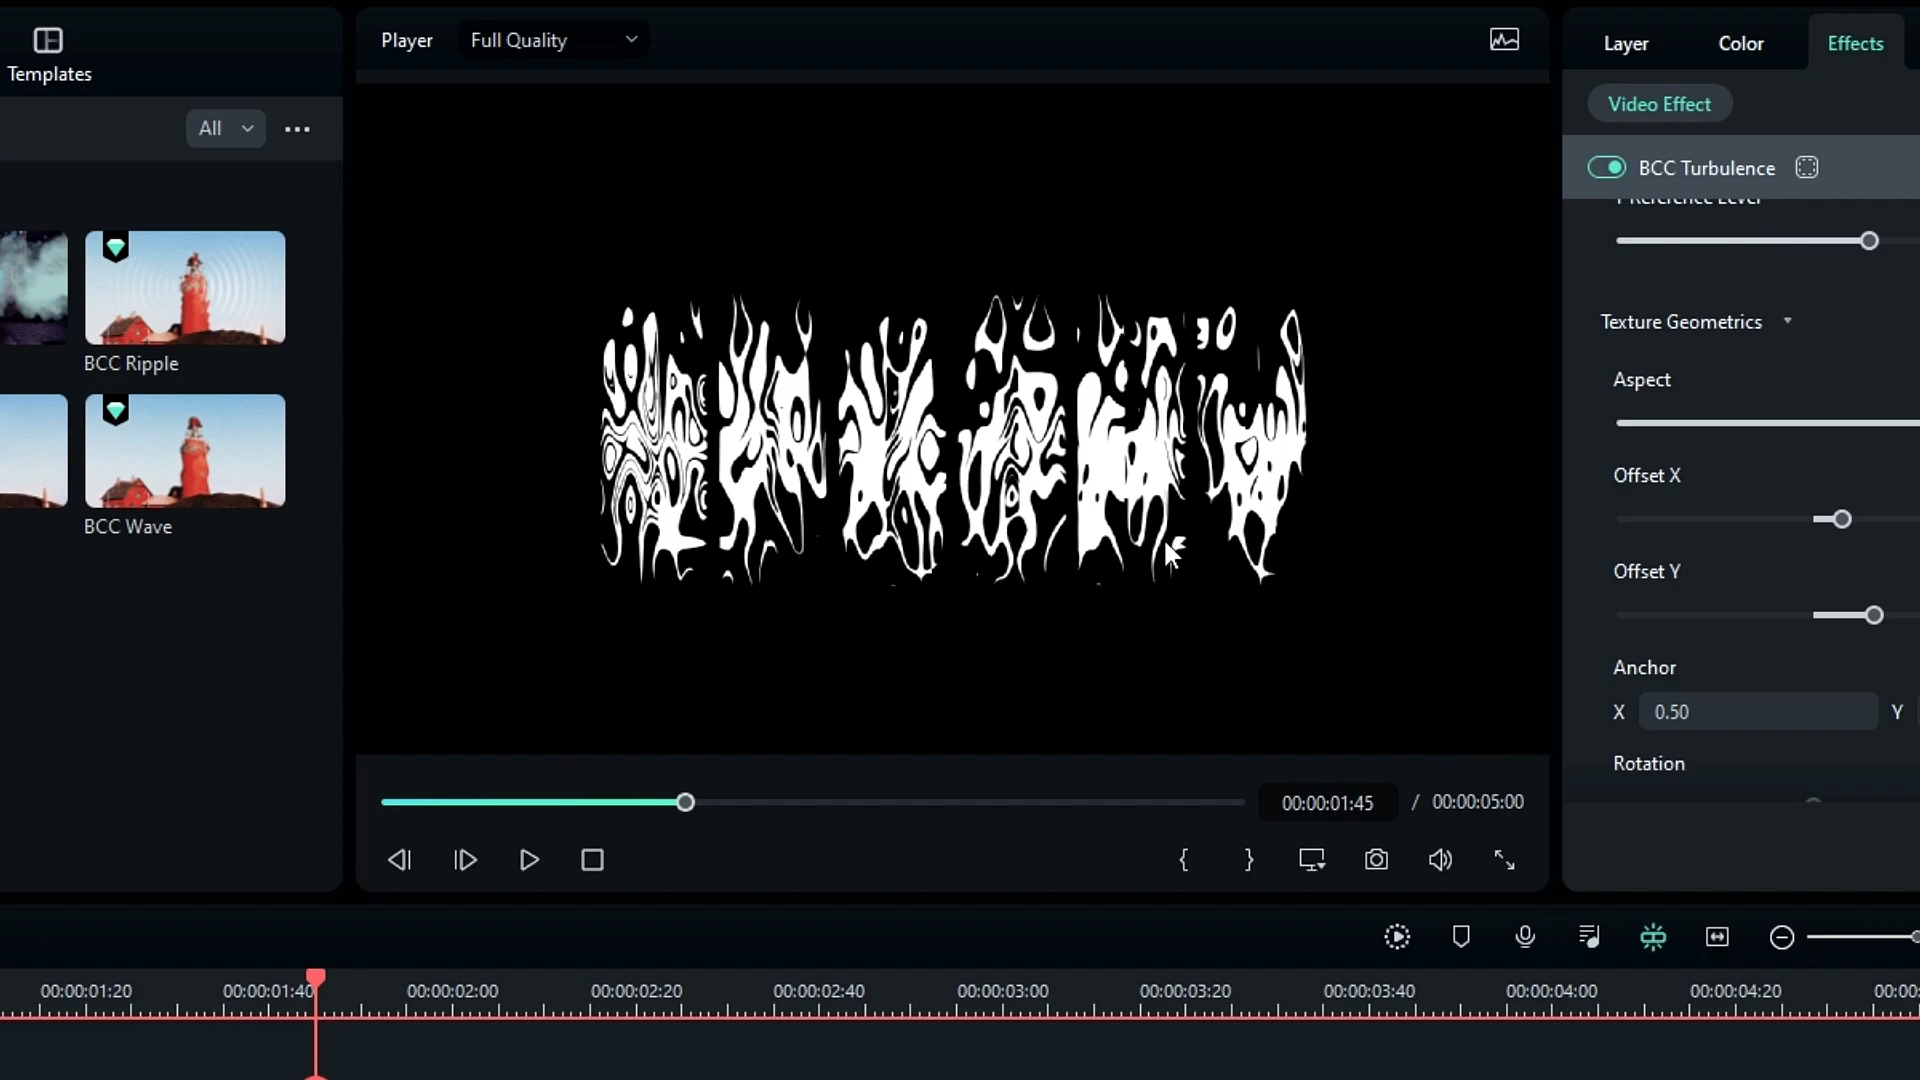 Templates
Player
Full Quality
Layer
Color
Effects
All
Video Effect
BCC Turbulence
BCC Ripple
Texture Geometrics
Aspect
BCC Wave
Offset X
Offset Y
Anchor
X 0.50 Y
Rotation
00:00:01:45 / 00:00:05:00
{ }
00:00:01:20 00:00:01:40 00:00:02:00 00:00:02:20 00:00:02:40 00:00:03:00 00:00:03:20 00:00:03:40 00:00:04:00 00:00:04:20 00:00: